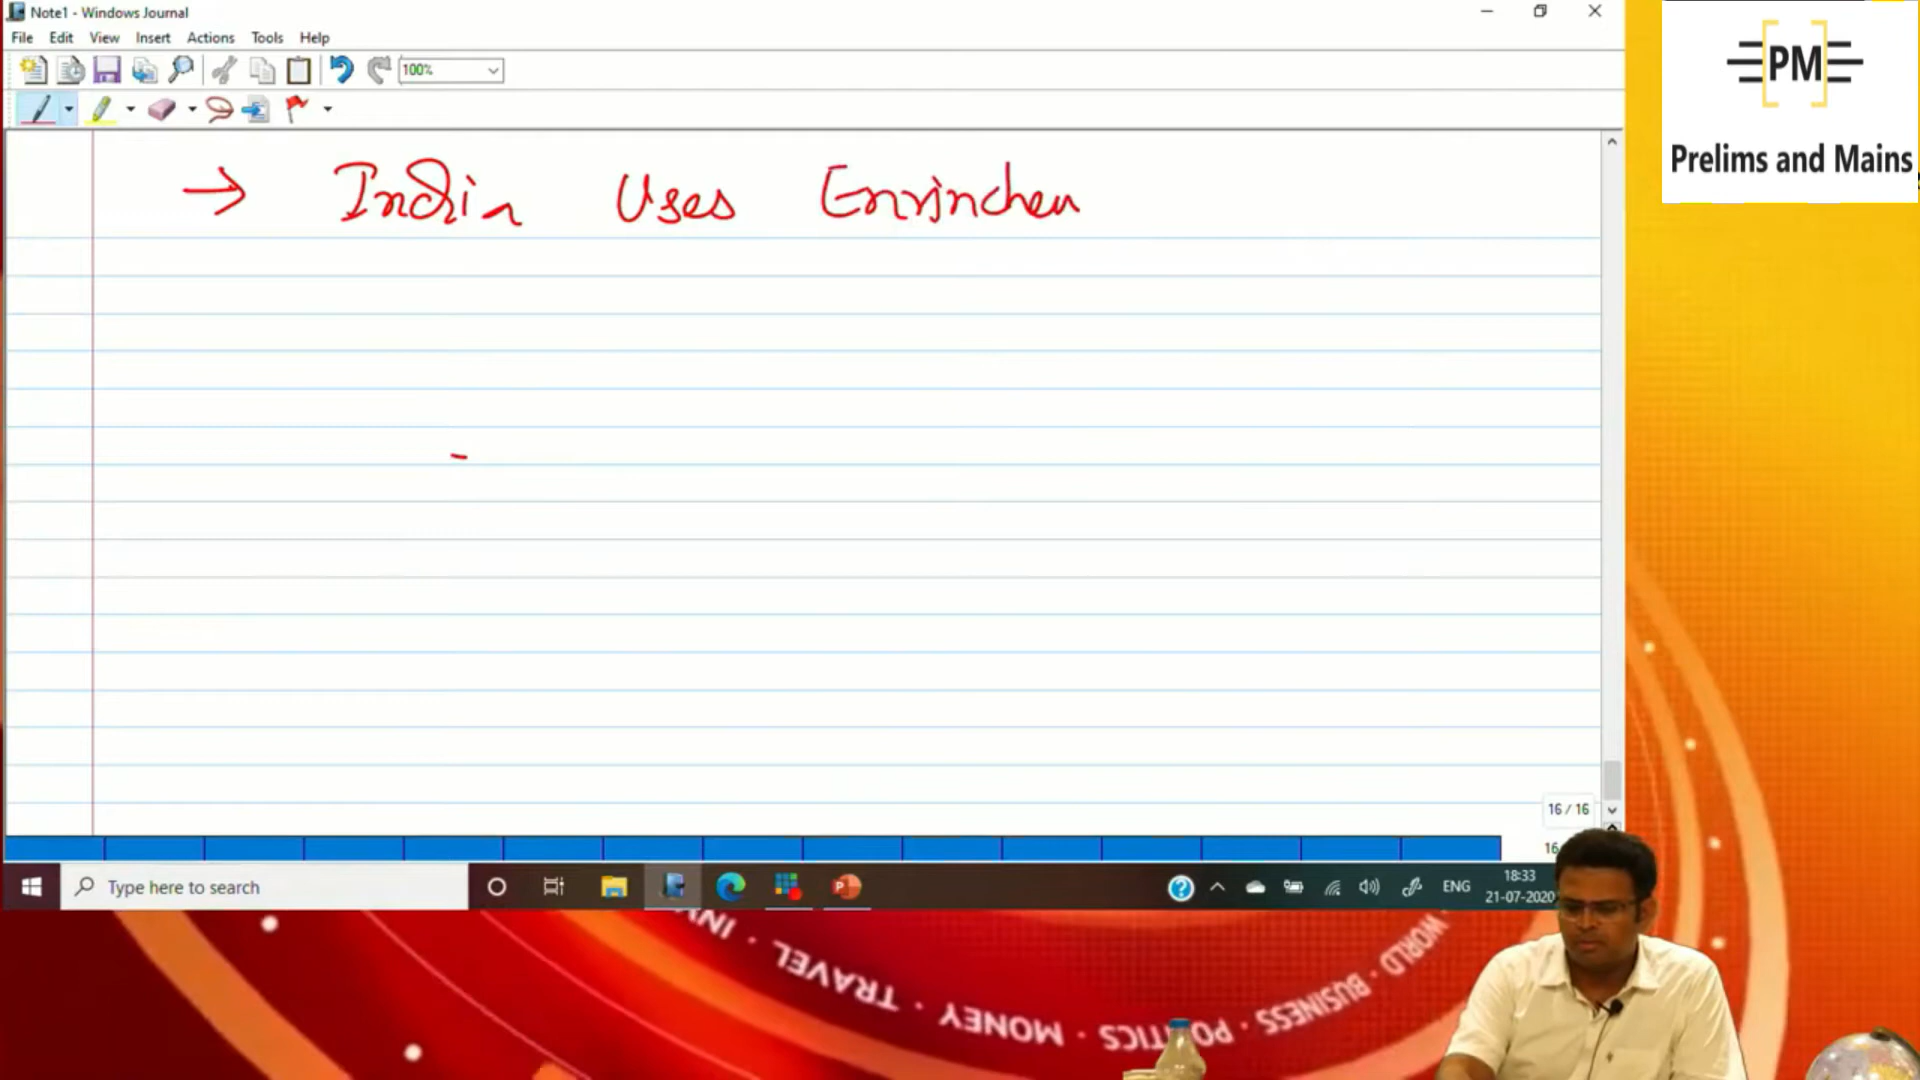 Note1 - Windows Journal
File Edit View Insert Actions Tools Help
100%
PM
Prelims and Mains
→ India Uses
16 / 16
16
Type here to search
ENG
18:33
21-07-2020
TRAVEL · MONEY · POLITICS · BUSINESS · WORLD